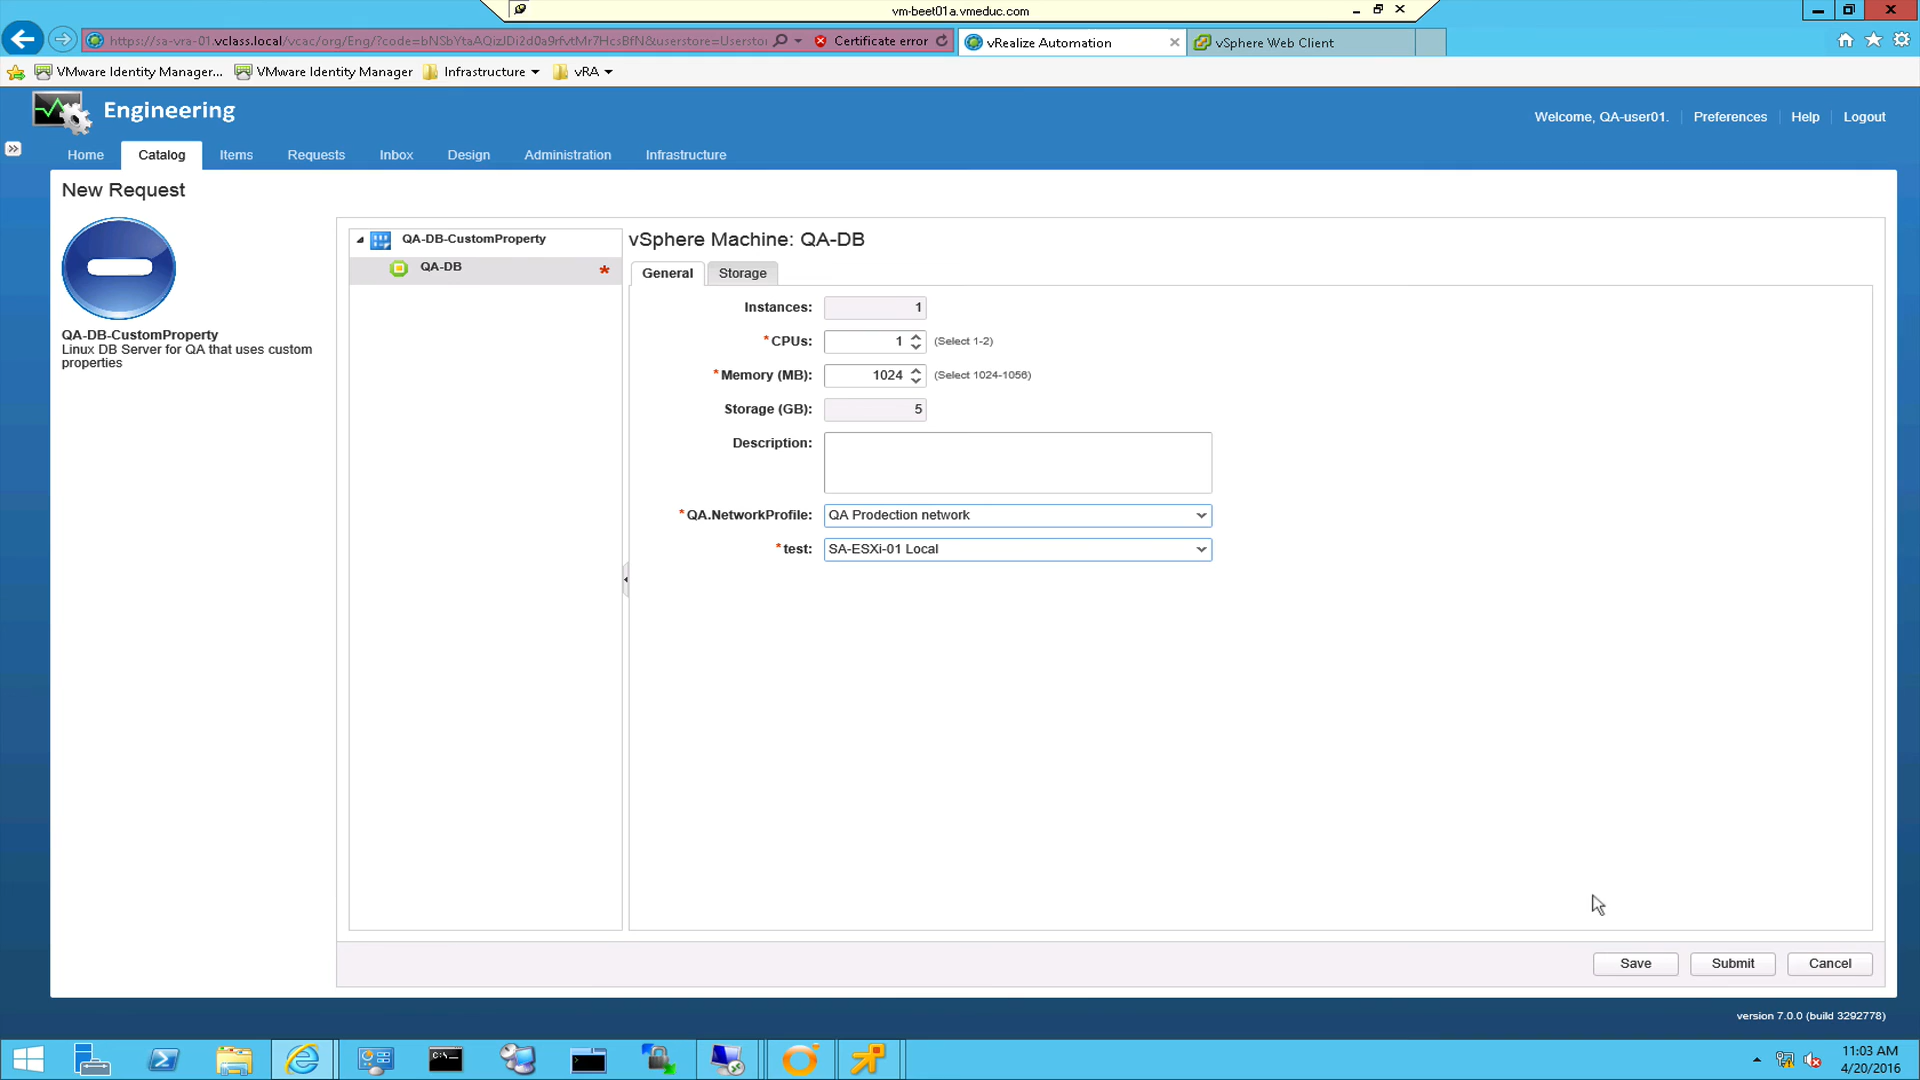 vm-beet01a.vmeduc.com
https://sa-vra-01.vclass.local/vcac/org/Eng/?code=bNSbYtaAQizJDi2d0a9rfvtMr7HcsBfN&userstore=Userstor
Certificate error
vRealize Automation
vSphere Web Client
VMware Identity Manager...
VMware Identity Manager
Infrastructure
vRA
Engineering
Welcome, QA-user01.
Preferences
Help
Logout
Home
Catalog
Items
Requests
Inbox
Design
Administration
Infrastructure
New Request
QA-DB-CustomProperty
Linux DB Server for QA that uses custom
properties
QA-DB-CustomProperty
QA-DB *
vSphere Machine: QA-DB
General
Storage
Instances: 1
*CPUs: 1 (Select 1-2)
*Memory (MB): 1024 (Select 1024-1056)
Storage (GB): 5
Description:
*QA.NetworkProfile: QA Prodection network
*test: SA-ESXi-01 Local
Save
Submit
Cancel
version 7.0.0 (build 3292778)
11:03 AM
4/20/2016